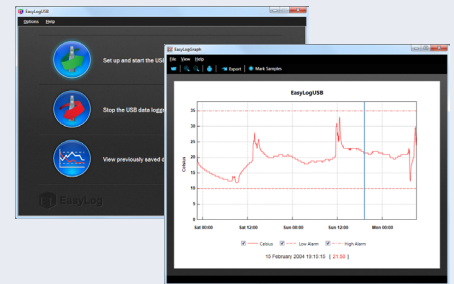 EasyLogUSB
Options Help
Set up and start the USB
Stop the USB data logg
View previously saved d
EasyLog
EasyLogGraph
File View Help
Export Mark Samples
EasyLogUSB
Celsius
35
30
25
20
15
10
5
0
Sat 00:00 Sat 12:00 Sun 00:00 Sun 12:00 Mon 00:00
Celsius Low Alarm High Alarm
15 February 2004 19:15:15 [ 21.50 ]